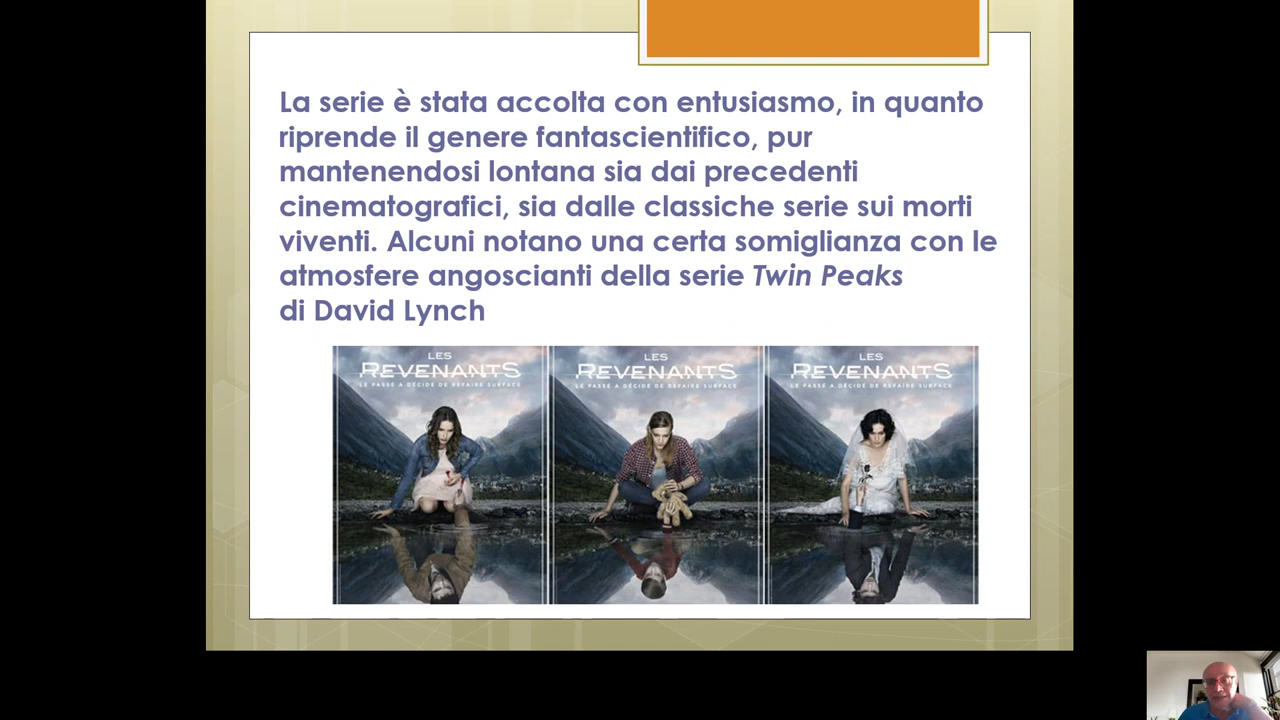 La serie è stata accolta con entusiasmo, in quanto
riprende il genere fantascientifico, pur
mantenendosi lontana sia dai precedenti
cinematografici, sia dalle classiche serie sui morti
viventi. Alcuni notano una certa somiglianza con le
atmosfere angoscianti della serie Twin Peaks
di David Lynch
LES
REVENANTS
LE PASSÉ A DÉCIDÉ DE REFAIRE SURFACE
LES
REVENANTS
LE PASSÉ A DÉCIDÉ DE REFAIRE SURFACE
LES
REVENANTS
LE PASSÉ A DÉCIDÉ DE REFAIRE SURFACE